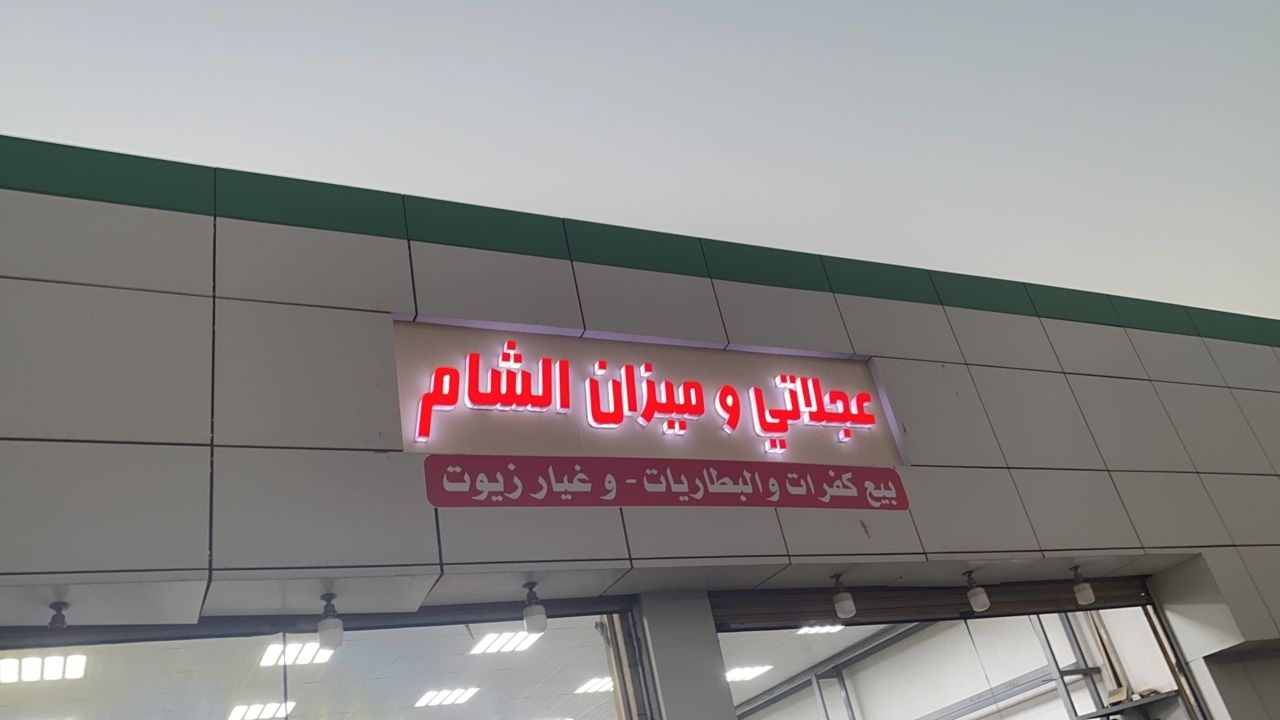 عجلاتي و ميزان الشام
بيع كفرات والبطاريات - و غيار زيوت